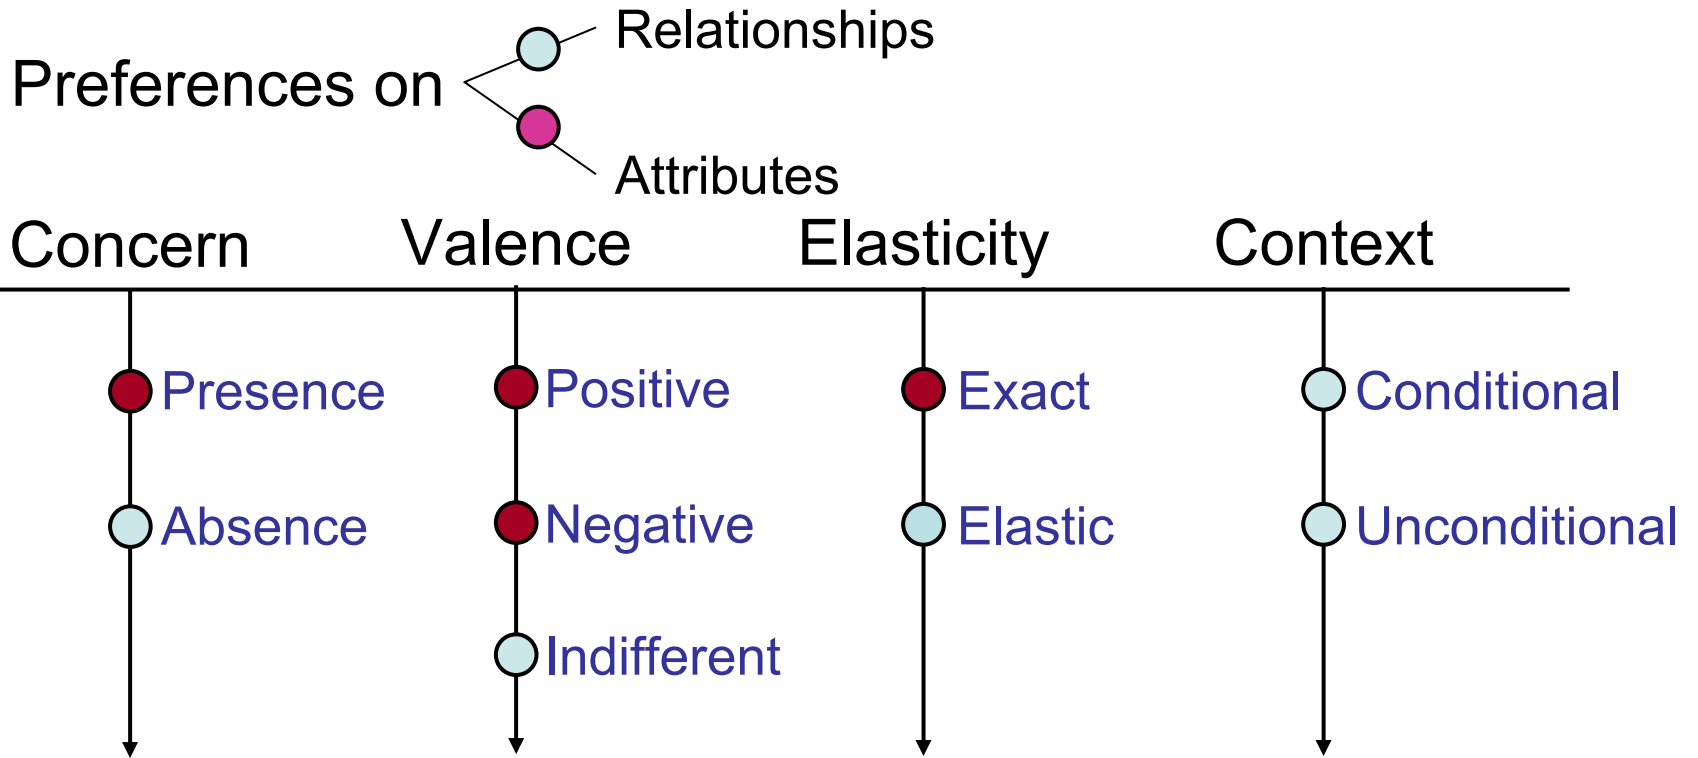 Relationships
Preferences on
Attributes
Concern Valence Elasticity Context
Presence Positive Exact Conditional
Absence Negative Elastic Unconditional
Indifferent